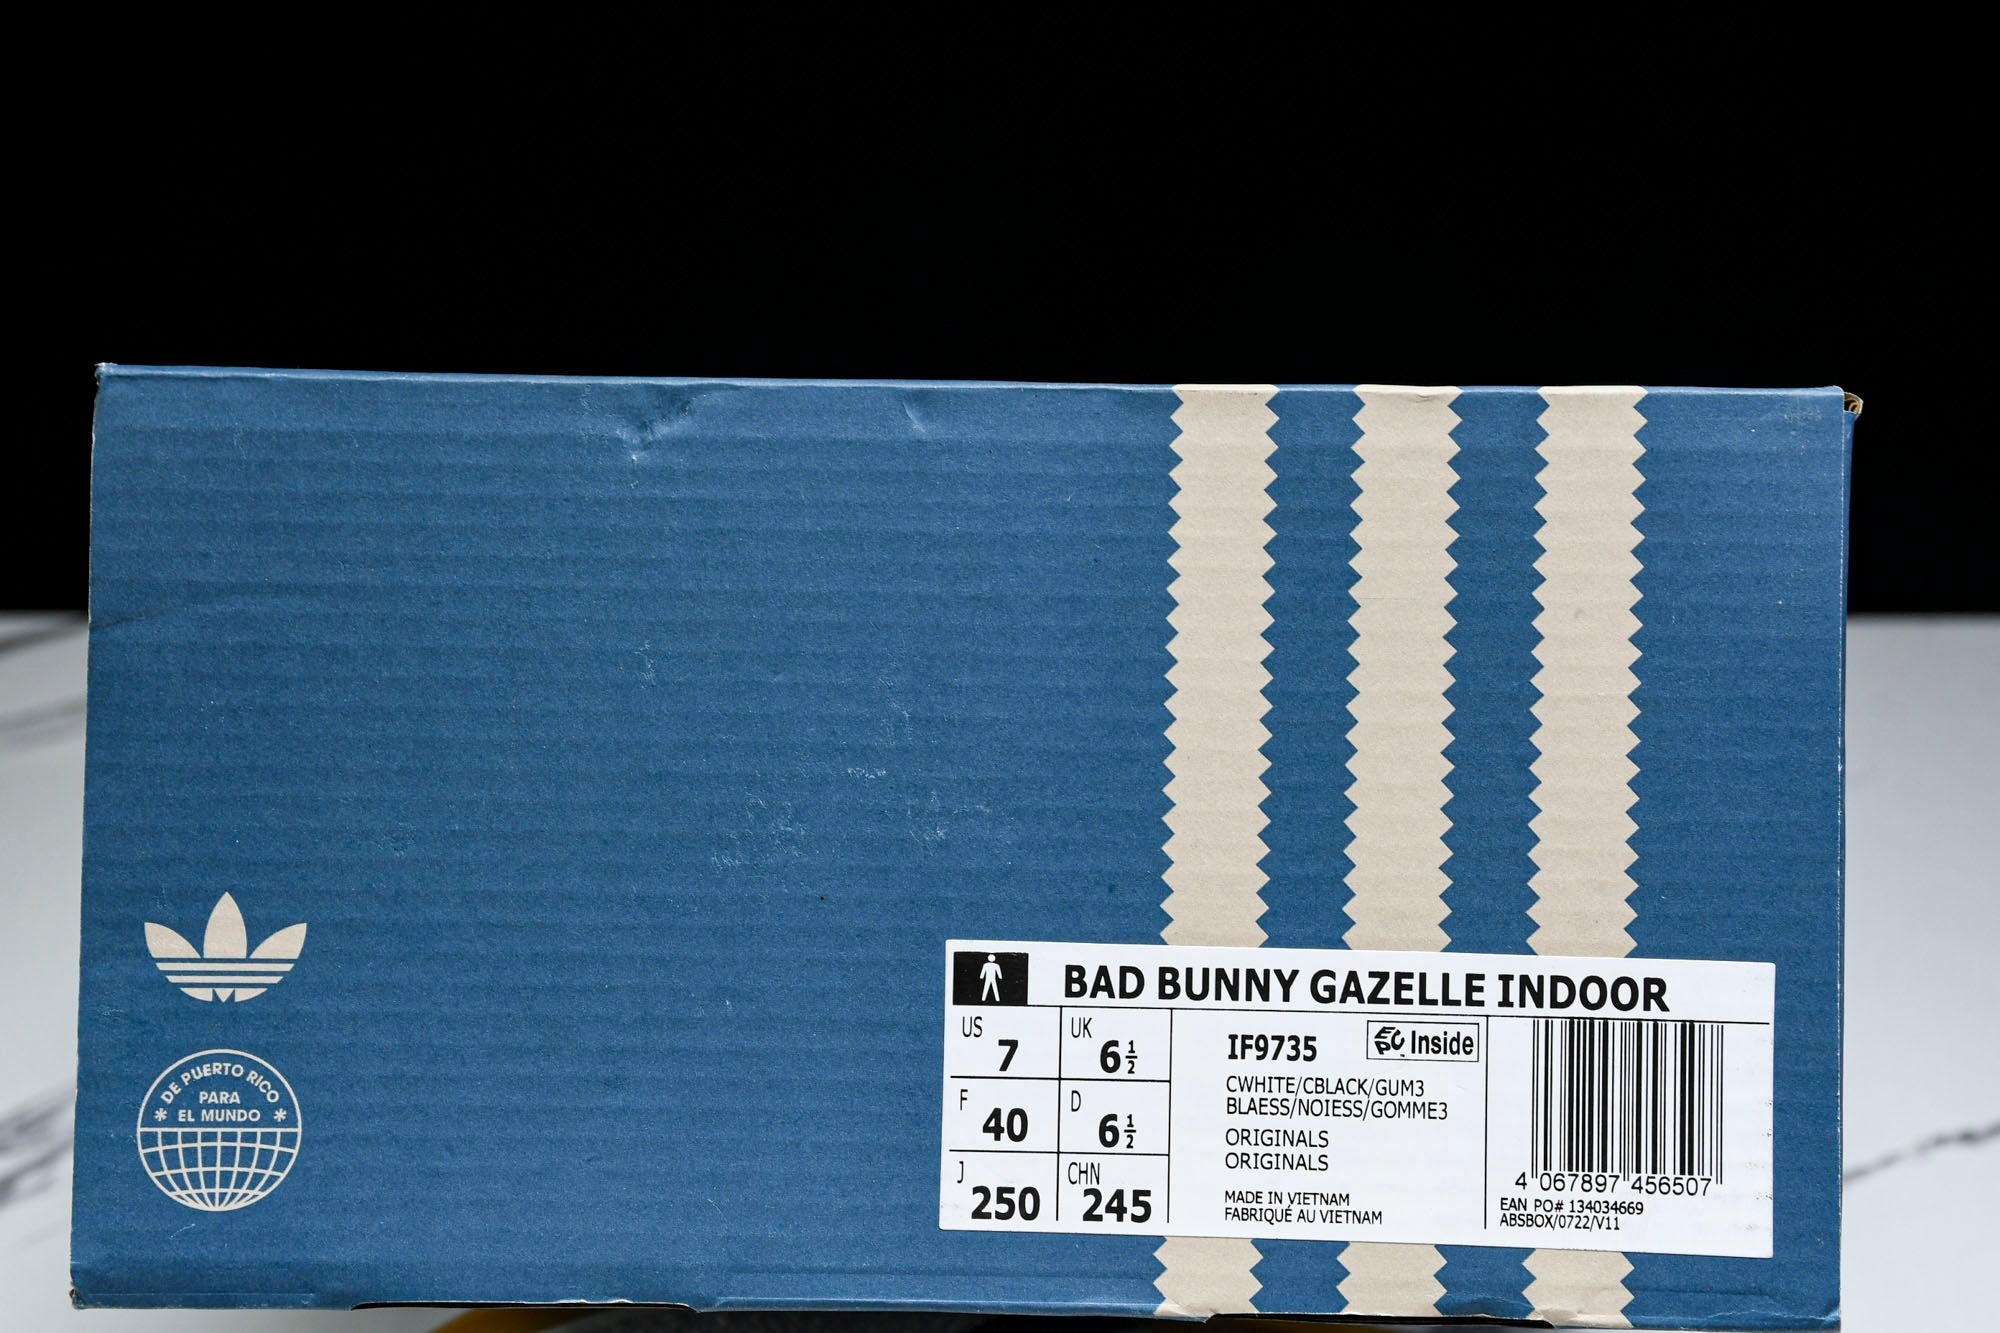 DE PUERTO RICO
PARA
* EL MUNDO *
BAD BUNNY GAZELLE INDOOR
US 7
UK 6 1/2
F 40
D 6 1/2
J 250
CHN 245
IF9735
Inside
CWHITE/CBLACK/GUM3
BLAESS/NOIESS/GOMME3
ORIGINALS
ORIGINALS
MADE IN VIETNAM
FABRIQUÉ AU VIETNAM
4 067897 456507
EAN PO# 134034669
ABSBOX/0722/V11